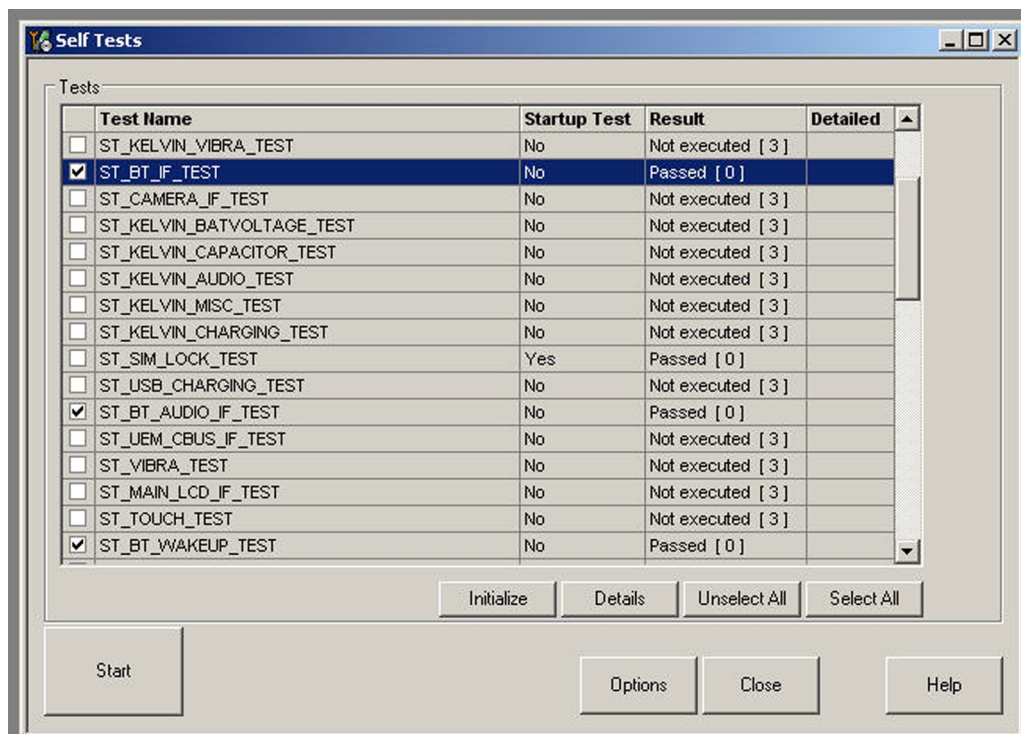 Self Tests
Tests
Test Name Startup Test Result Detailed
ST_KELVIN_VIBRA_TEST No Not executed [ 3 ]
ST_BT_IF_TEST No Passed [ 0 ]
ST_CAMERA_IF_TEST No Not executed [ 3 ]
ST_KELVIN_BATVOLTAGE_TEST No Not executed [ 3 ]
ST_KELVIN_CAPACITOR_TEST No Not executed [ 3 ]
ST_KELVIN_AUDIO_TEST No Not executed [ 3 ]
ST_KELVIN_MISC_TEST No Not executed [ 3 ]
ST_KELVIN_CHARGING_TEST No Not executed [ 3 ]
ST_SIM_LOCK_TEST Yes Passed [ 0 ]
ST_USB_CHARGING_TEST No Not executed [ 3 ]
ST_BT_AUDIO_IF_TEST No Passed [ 0 ]
ST_UEM_CBUS_IF_TEST No Not executed [ 3 ]
ST_VIBRA_TEST No Not executed [ 3 ]
ST_MAIN_LCD_IF_TEST No Not executed [ 3 ]
ST_TOUCH_TEST No Not executed [ 3 ]
ST_BT_WAKEUP_TEST No Passed [ 0 ]
Initialize Details Unselect All Select All
Start Options Close Help